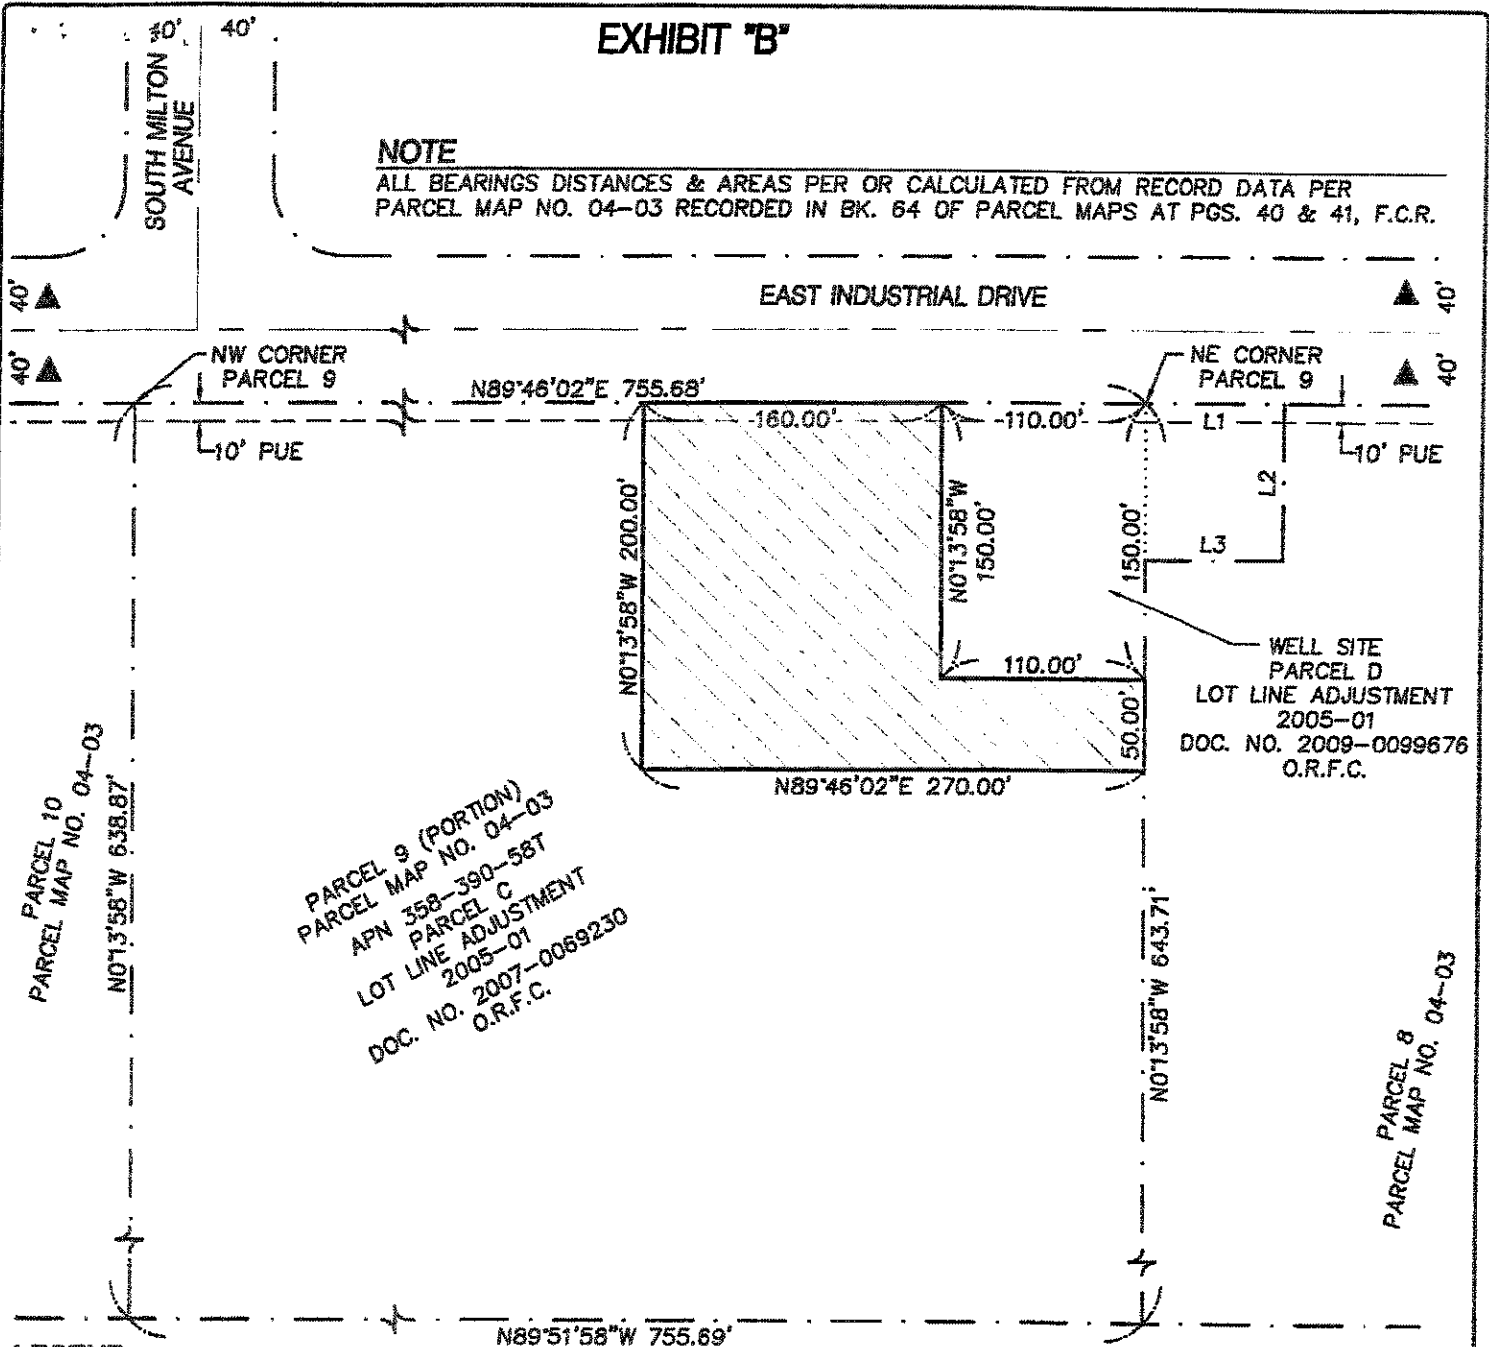 EXHIBIT "B"
40'
SOUTH MILTON
AVENUE
NOTE
ALL BEARINGS DISTANCES & AREAS PER OR CALCULATED FROM RECORD DATA PER
PARCEL MAP NO. 04-03 RECORDED IN BK. 64 OF PARCEL MAPS AT PGS. 40 & 41, F.C.R.
40'
EAST INDUSTRIAL DRIVE
40'
40'
NW CORNER
PARCEL 9
NE CORNER
PARCEL 9
40'
N89°46'02"E 755.68'
160.00'
110.00'
L1
10' PUE
10' PUE
L2
L3
N0°13'58"W 200.00'
N0°13'58"W
150.00'
150.00'
110.00'
50.00'
WELL SITE
PARCEL D
LOT LINE ADJUSTMENT
2005-01
DOC. NO. 2009-0099676
O.R.F.C.
N89°46'02"E 270.00'
PARCEL 10
PARCEL MAP NO. 04-03
N0°13'58"W 638.87'
PARCEL 9 (PORTION)
PARCEL MAP NO. 04-03
APN 358-390-58T
PARCEL C
LOT LINE ADJUSTMENT
2005-01
DOC. NO. 2007-0069230
O.R.F.C.
N0°13'58"W 643.71'
PARCEL 8
PARCEL MAP NO. 04-03
N89°51'58"W 755.69'